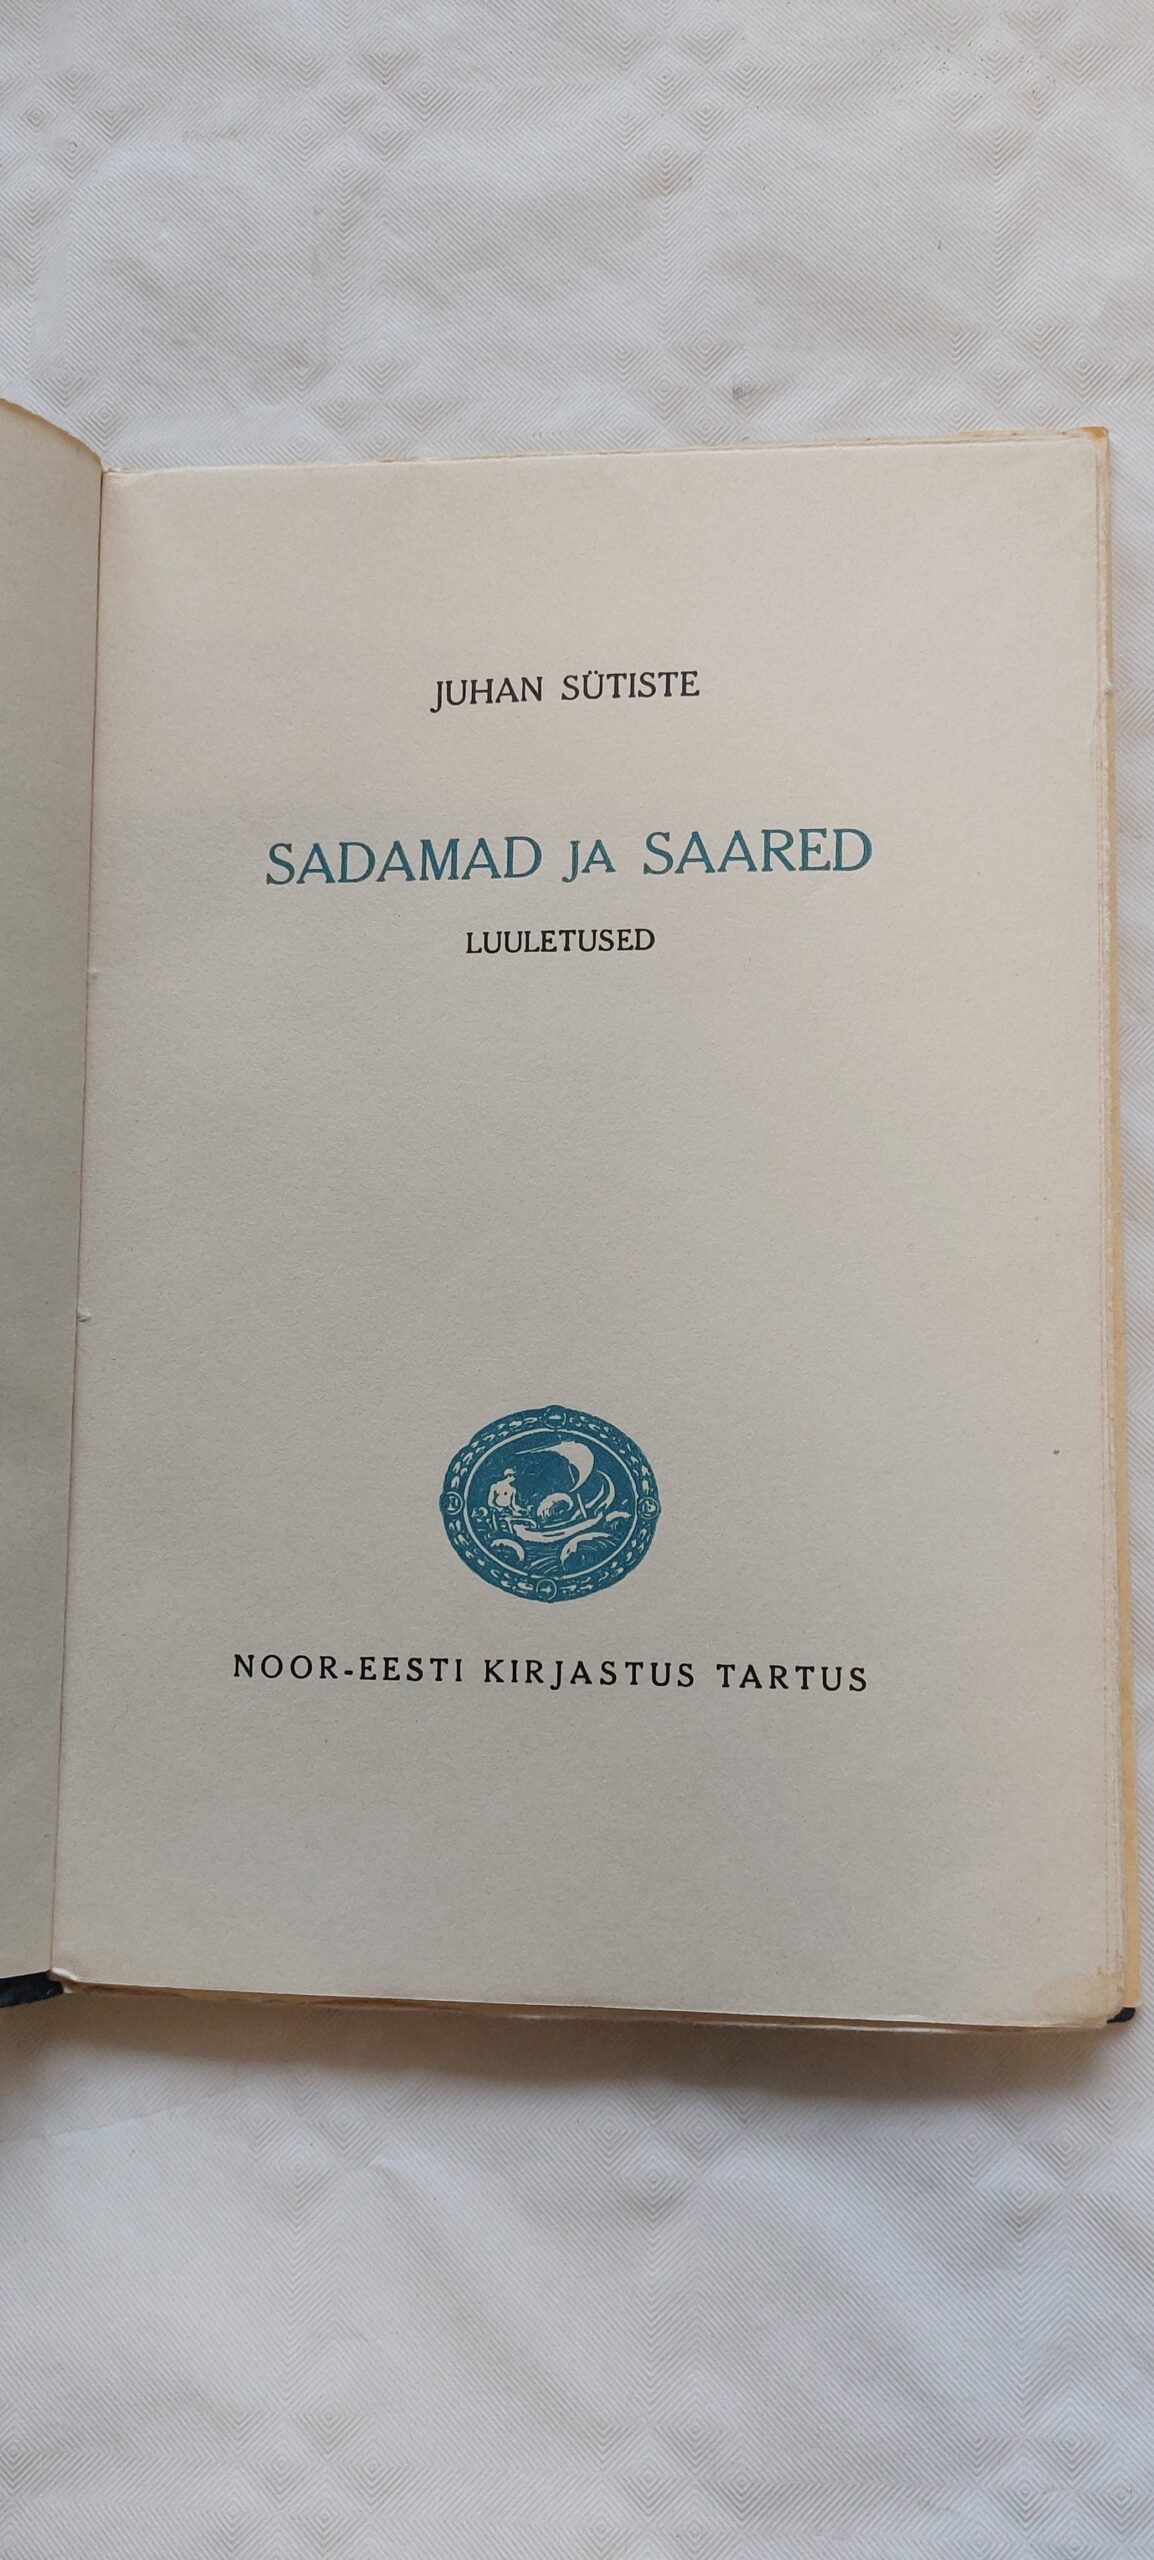 JUHAN SÜTISTE
SADAMAD JA SAARED
LUULETUSED
NOOR-EESTI KIRJASTUS TARTUS